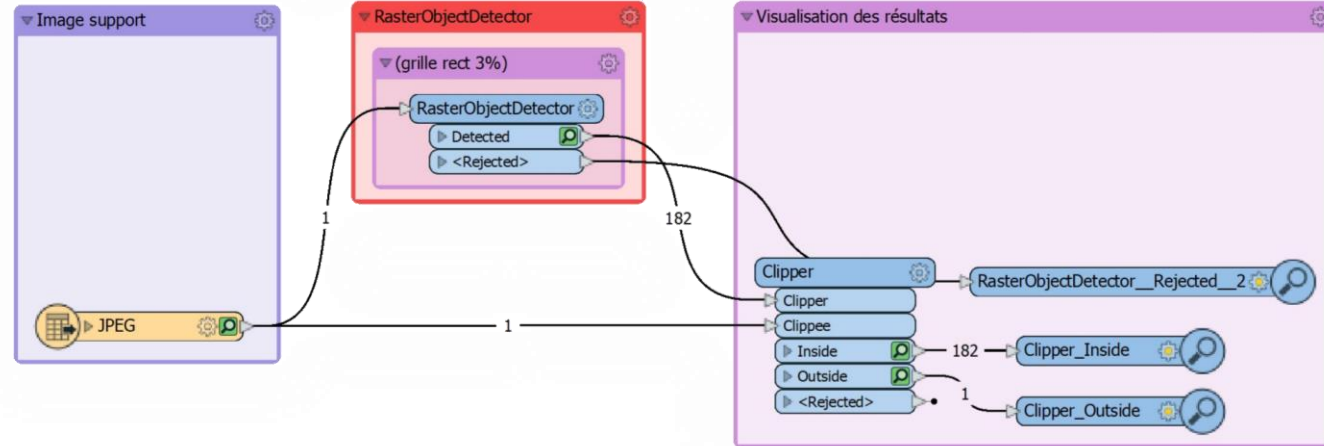 Image support
RasterObjectDetector
Visualisation des résultats
(grille rect 3%)
RasterObjectDetector
Detected
<Rejected>
1
182
JPEG
1
Clipper
RasterObjectDetector__Rejected__2
Clipper
Clippee
Inside
182
Clipper_Inside
Outside
1
<Rejected>
Clipper_Outside